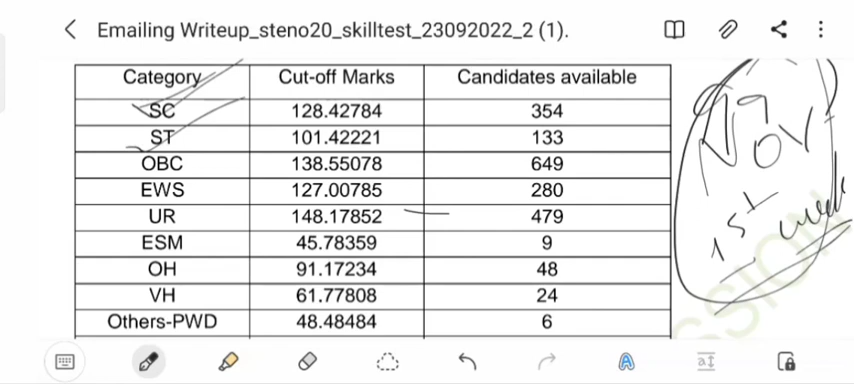 Emailing Writeup_steno20_skilltest_23092022_2 (1).
Category Cut-off Marks Candidates available
SC 128.42784 354
ST 101.42221 133
OBC 138.55078 649
EWS 127.00785 280
UR 148.17852 479
ESM 45.78359 9
OH 91.17234 48
VH 61.77808 24
Others-PWD 48.48484 6
Nov
1st week